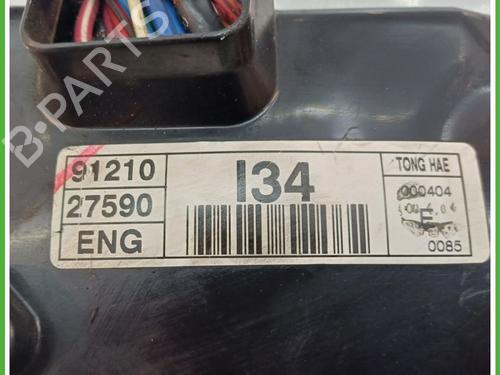 B-PARTS
91210
27590
ENG
I34
TONG HAE
000404
E
0085